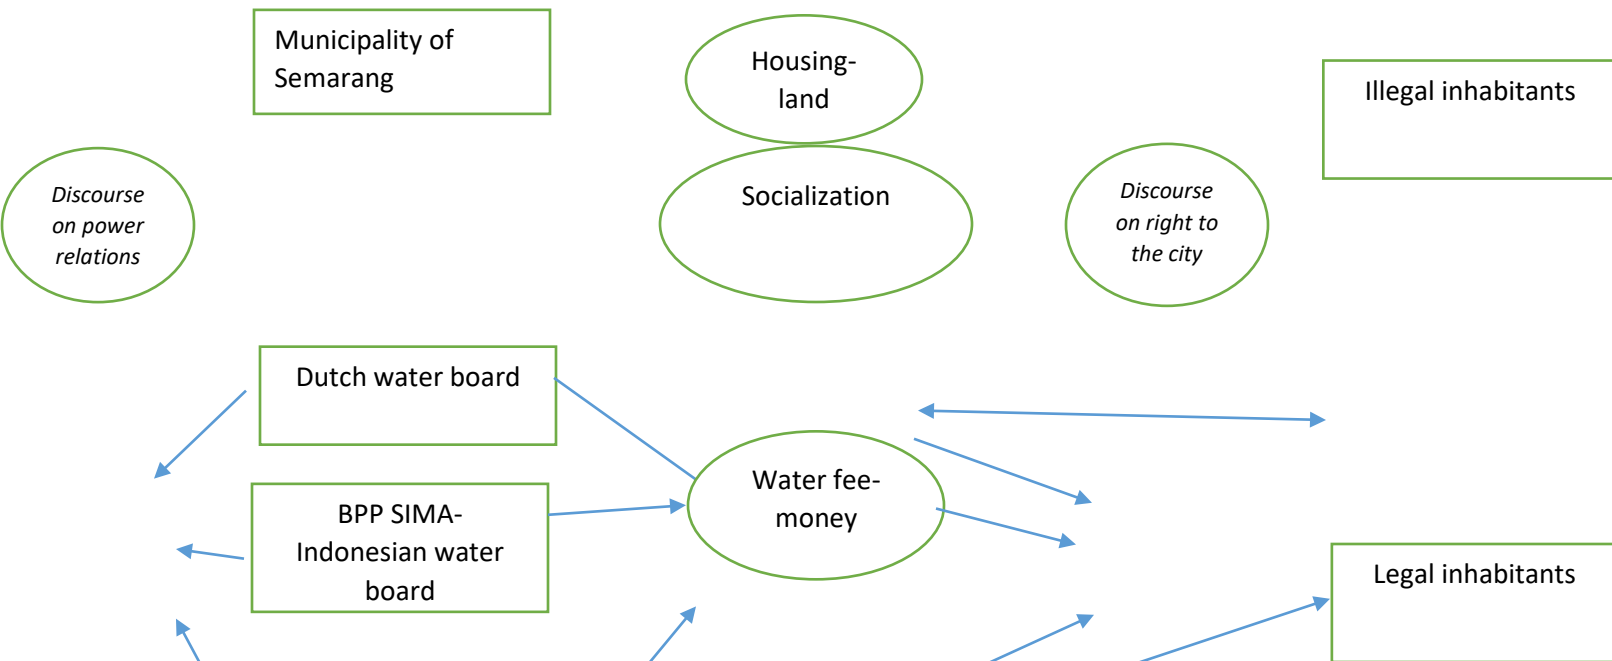 Municipality of
Semarang
Housing-
land
Illegal inhabitants
Discourse
on power
relations
Socialization
Discourse
on right to
the city
Dutch water board
Water fee-
money
BPP SIMA-
Indonesian water
board
Legal inhabitants